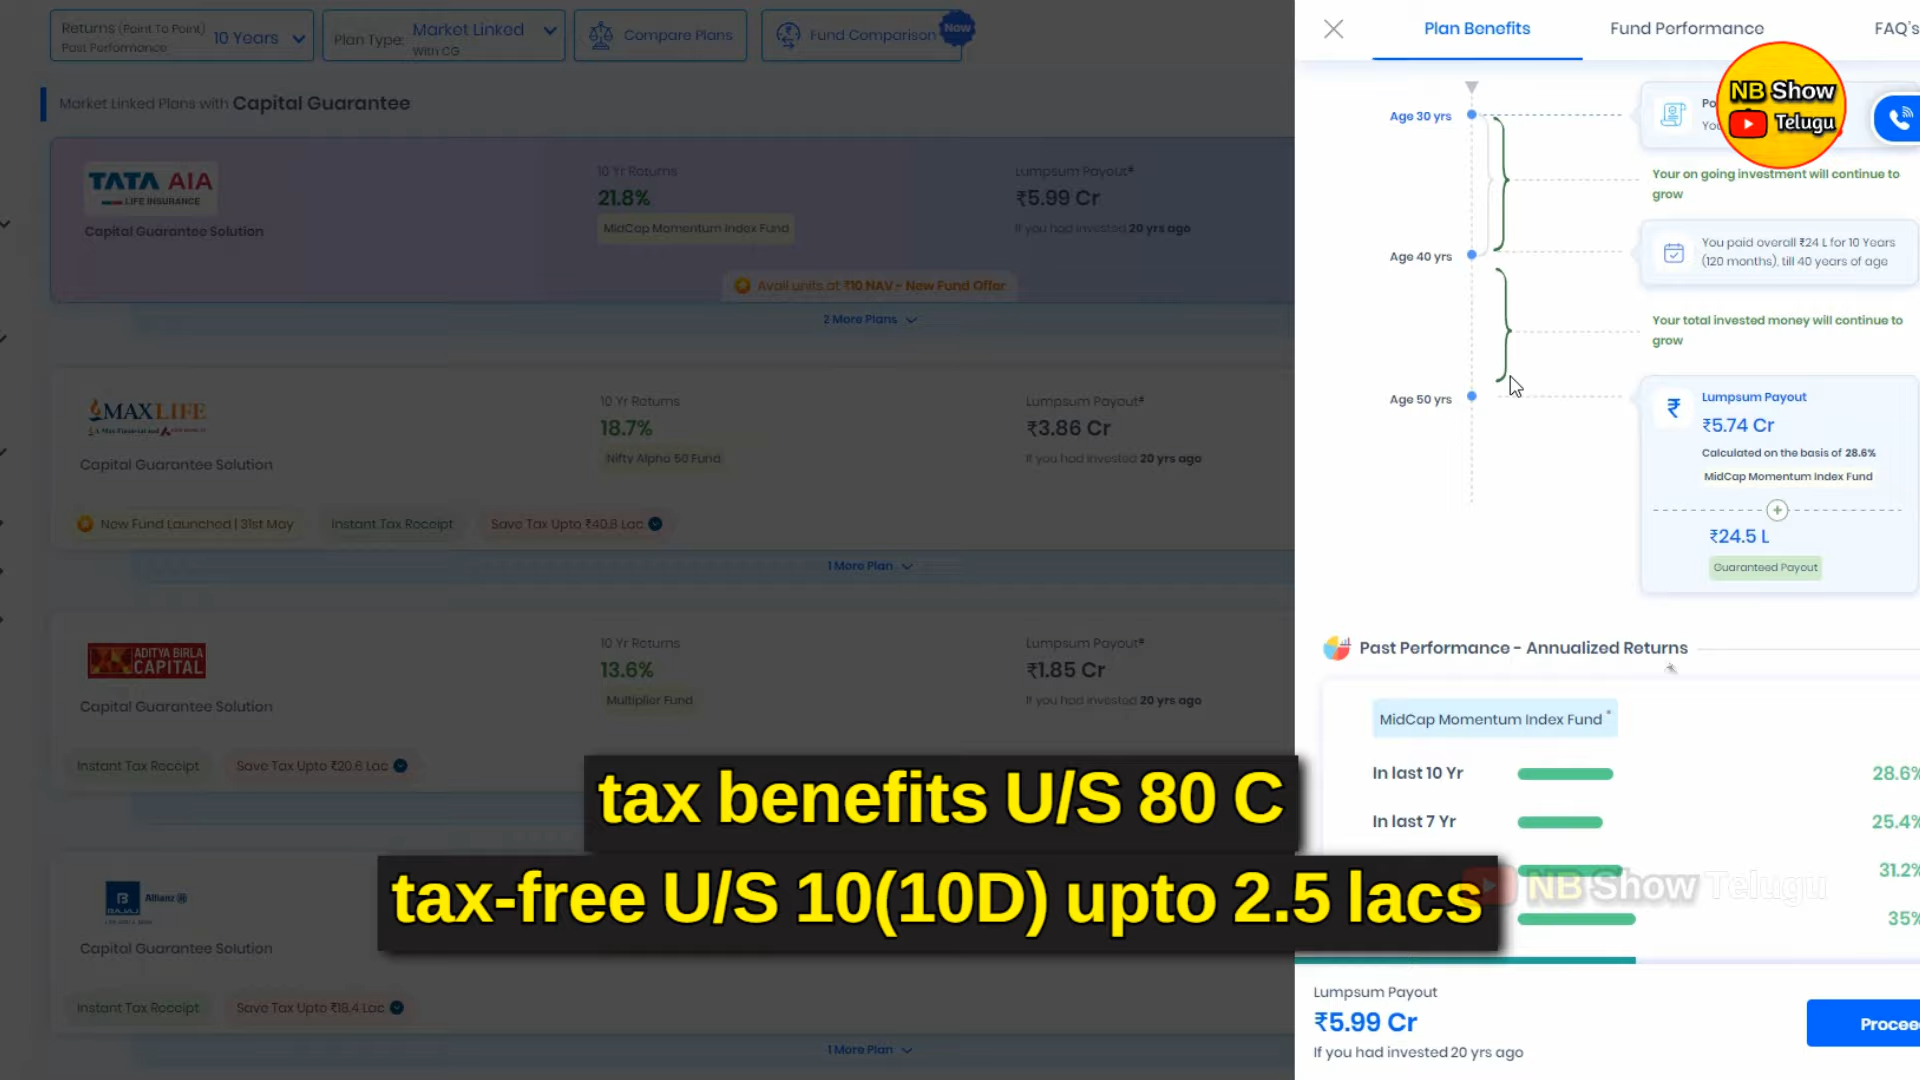 Returns (Point To Point)
Past Performance
10 Years
Plan Type:
Market Linked
With CG
Compare Plans
Fund Comparison
New
Market Linked Plans with Capital Guarantee
TATA AIA
LIFE INSURANCE
Capital Guarantee Solution
10 Yr Returns
21.8%
MidCap Momentum Index Fund
Lumpsum Payout#
₹5.99 Cr
If you had invested 20 yrs ago
Avail units at ₹10 NAV - New Fund Offer
2 More Plans
MAX LIFE
Capital Guarantee Solution
10 Yr Returns
18.7%
Nifty Alpha 50 Fund
Lumpsum Payout#
₹3.86 Cr
If you had invested 20 yrs ago
New Fund Launched | 31st May
Instant Tax Receipt
Save Tax Upto ₹40.8 Lac
1 More Plan
ADITYA BIRLA
CAPITAL
Capital Guarantee Solution
10 Yr Returns
13.6%
Multiplier Fund
Lumpsum Payout#
₹1.85 Cr
If you had invested 20 yrs ago
Instant Tax Receipt
Save Tax Upto ₹20.6 Lac
B
BAJAJ
Allianz
Capital Guarantee Solution
Instant Tax Receipt
Save Tax Upto ₹18.4 Lac
1 More Plan
Plan Benefits
Fund Performance
FAQ's
NB Show
Telugu
Age 30 yrs
Po
You
Your on going investment will continue to
grow
Age 40 yrs
You paid overall ₹24 L for 10 Years
(120 months), till 40 years of age
Your total invested money will continue to
grow
Age 50 yrs
Lumpsum Payout
₹5.74 Cr
Calculated on the basis of 28.6%
MidCap Momentum Index Fund
₹24.5 L
Guaranteed Payout
Past Performance - Annualized Returns
MidCap Momentum Index Fund *
In last 10 Yr
28.6%
In last 7 Yr
25.4%
31.2%
35%
NB Show Telugu
tax benefits U/S 80 C
tax-free U/S 10(10D) upto 2.5 lacs
Lumpsum Payout
₹5.99 Cr
If you had invested 20 yrs ago
Procee